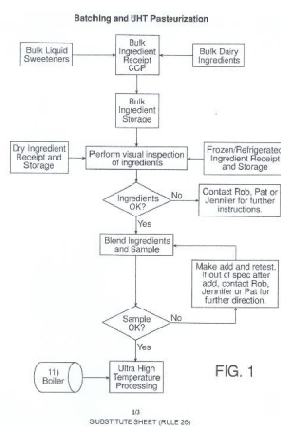 Batching and UHT Pasteurization
Bulk Liquid
Sweeteners
Bulk
Ingredient
Receipt
CCP
Bulk Dairy
Ingredients
Bulk
Ingredient
Storage
Dry Ingredient
Receipt and
Storage
Perform visual inspection
of ingredients
Frozen/Refrigerated
Ingredient Receipt
and Storage
Ingredients
OK?
No
Contact Rob, Pat or
Jennifer for further
instructions.
Yes
Blend Ingredients
and Sample
Make add and retest.
If out of spec after
add, contact Rob,
Jennifer or Pat for
further direction.
Sample
OK?
No
Yes
11)
Boiler
Ultra High
Temperature
Processing
FIG. 1
1/3
SUBSTITUTE SHEET (RULE 26)